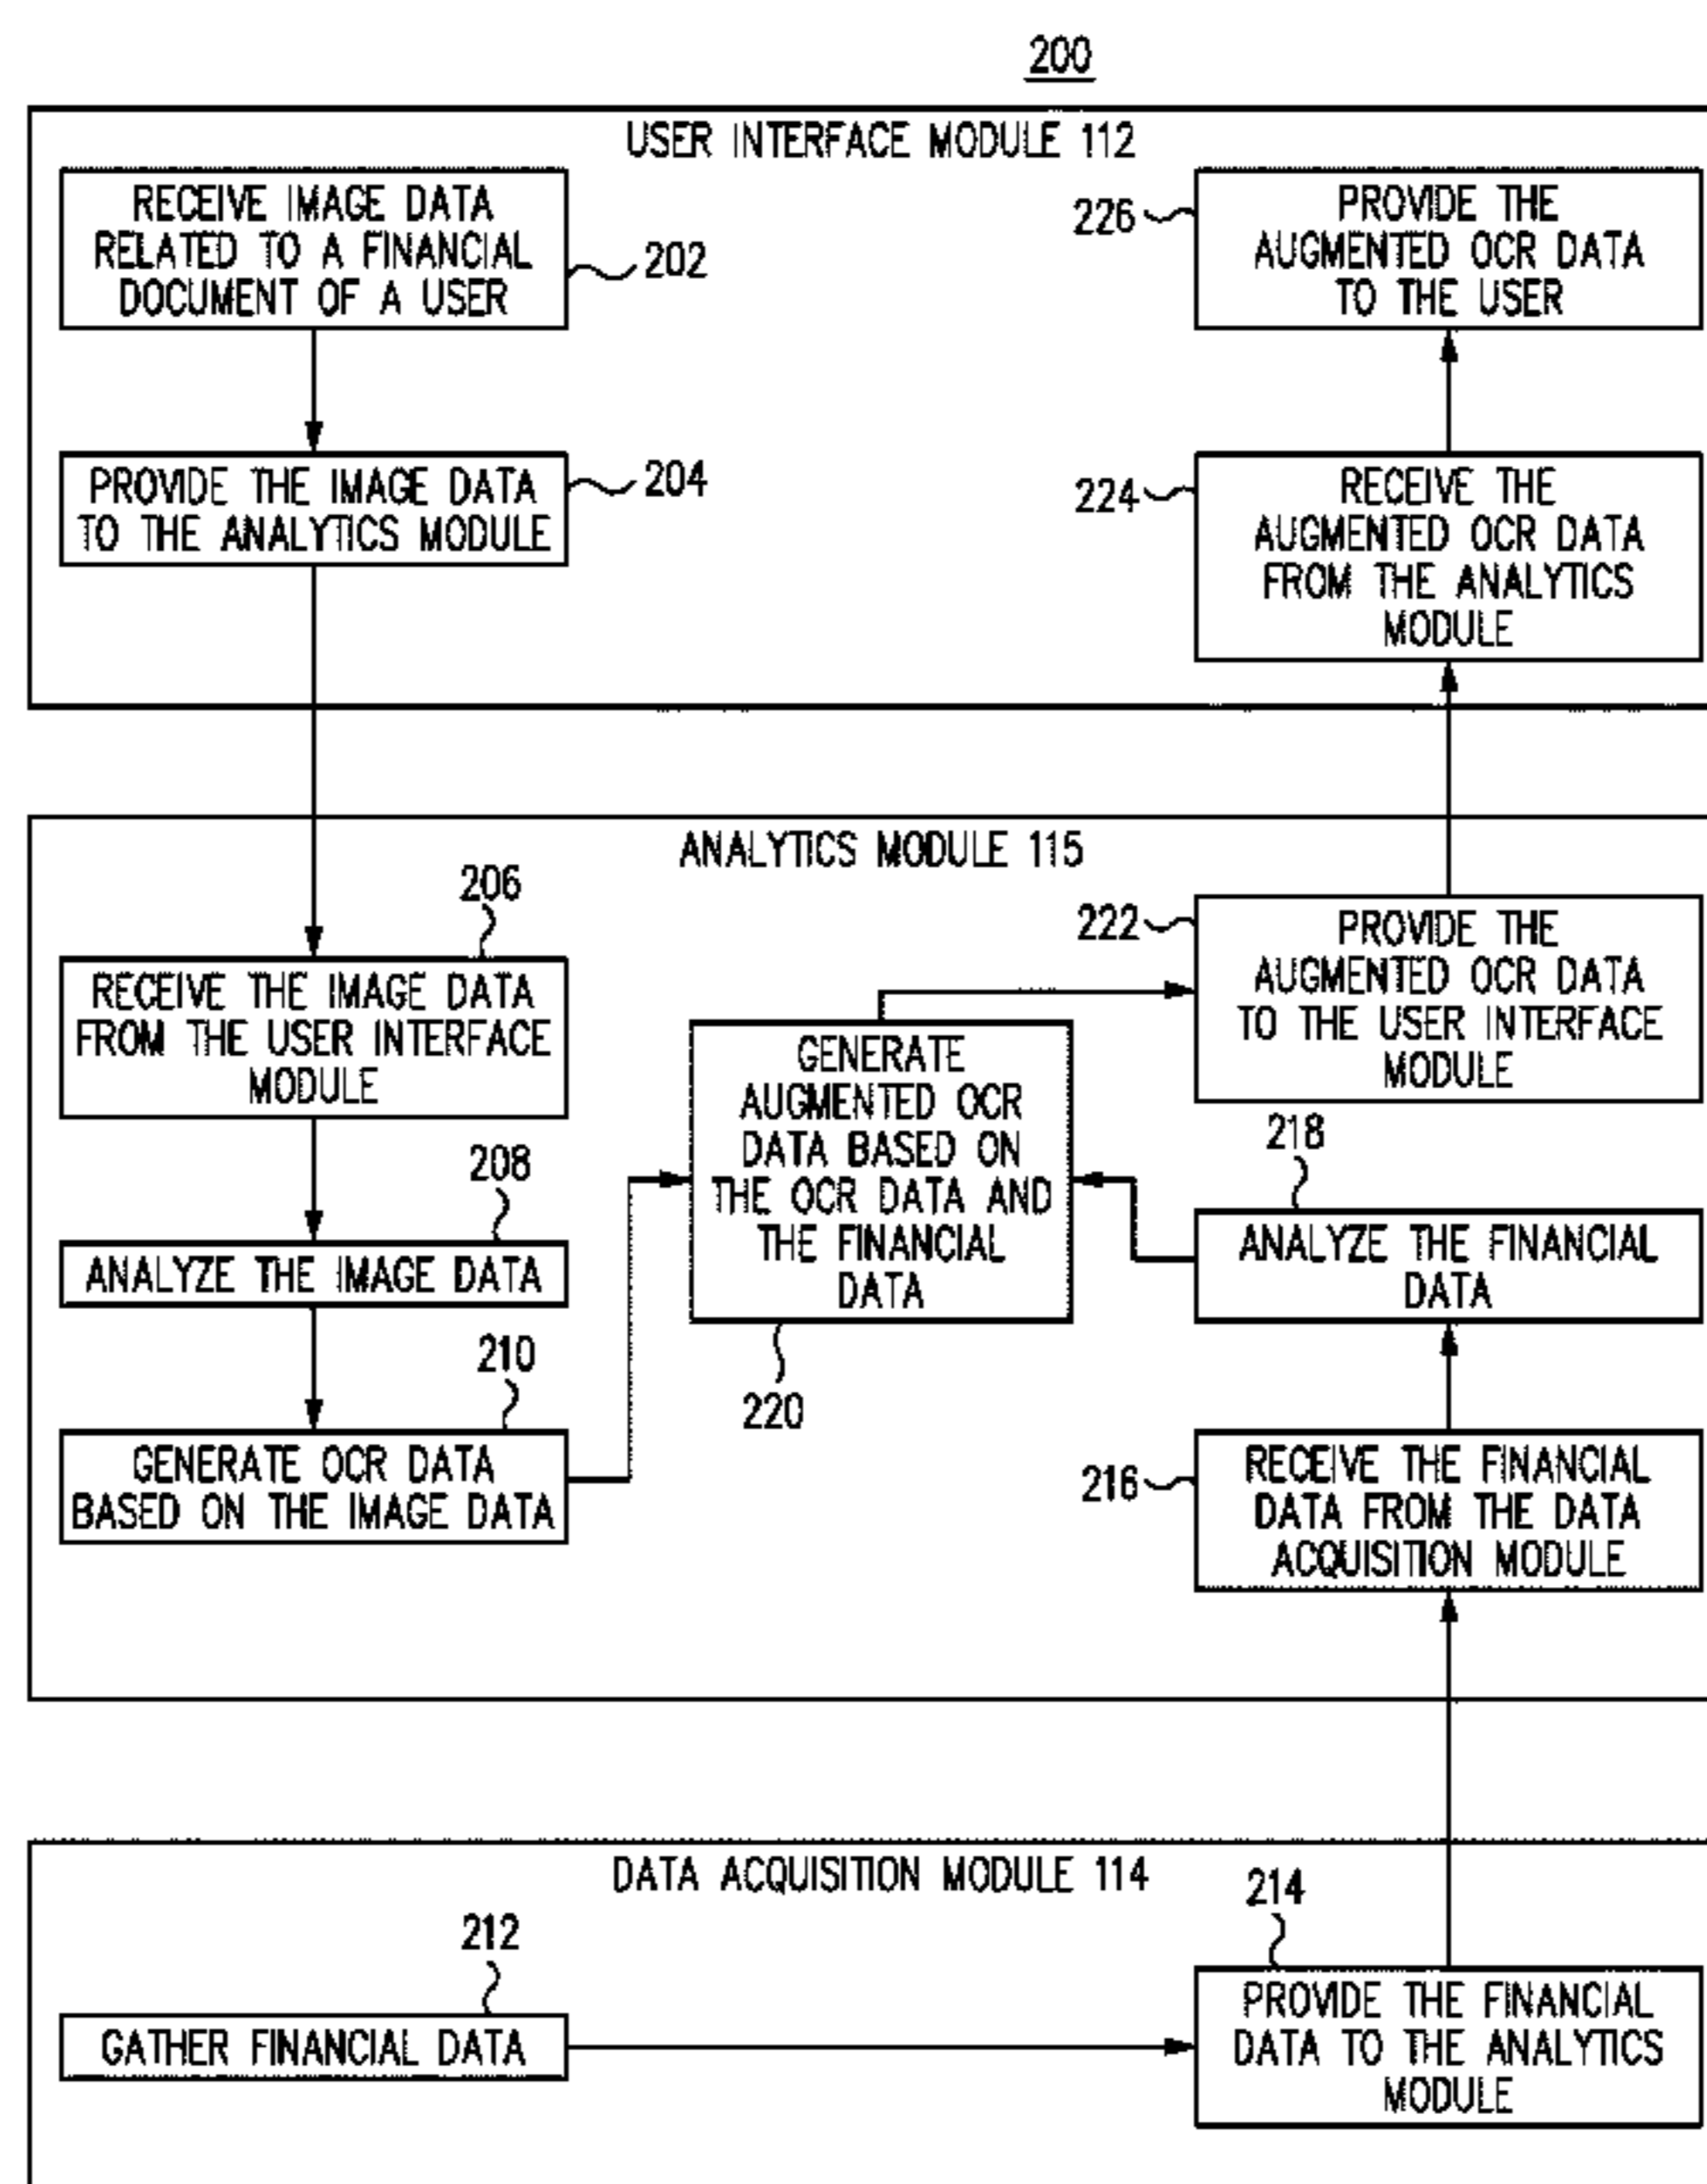 200
USER INTERFACE MODULE 112
RECEIVE IMAGE DATA
RELATED TO A FINANCIAL
DOCUMENT OF A USER
202
PROVIDE THE IMAGE DATA
TO THE ANALYTICS MODULE
204
226
PROVIDE THE
AUGMENTED OCR DATA
TO THE USER
224
RECEIVE THE
AUGMENTED OCR DATA
FROM THE ANALYTICS
MODULE
ANALYTICS MODULE 115
206
RECEIVE THE IMAGE DATA
FROM THE USER INTERFACE
MODULE
208
ANALYZE THE IMAGE DATA
210
GENERATE OCR DATA
BASED ON THE IMAGE DATA
GENERATE
AUGMENTED OCR
DATA BASED ON
THE OCR DATA AND
THE FINANCIAL
DATA
220
222
PROVIDE THE
AUGMENTED OCR DATA
TO THE USER INTERFACE
MODULE
218
ANALYZE THE FINANCIAL
DATA
216
RECEIVE THE FINANCIAL
DATA FROM THE DATA
ACQUISITION MODULE
DATA ACQUISITION MODULE 114
212
GATHER FINANCIAL DATA
214
PROVIDE THE FINANCIAL
DATA TO THE ANALYTICS
MODULE